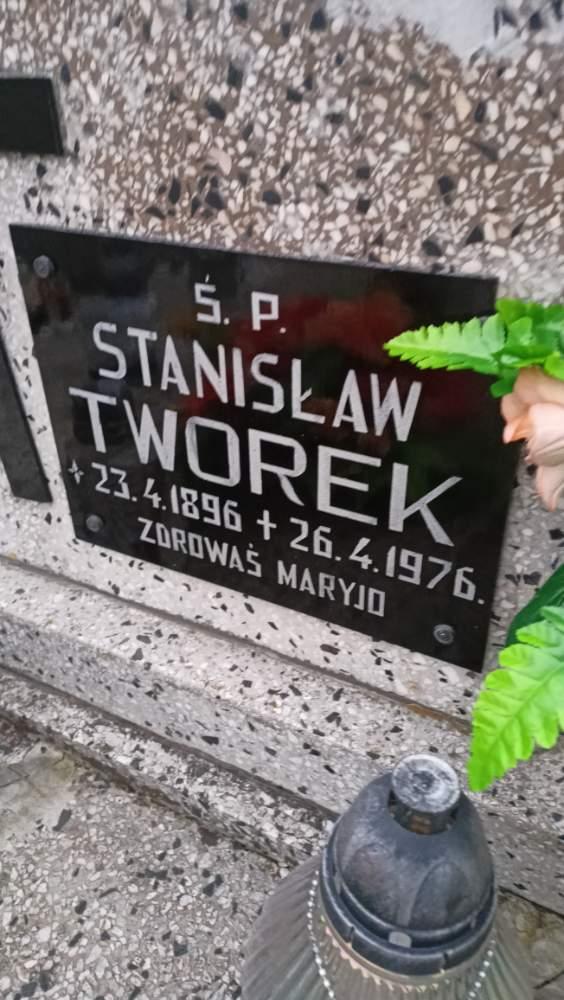 Ś. P.
STANISŁAW
TWOREK
* 23.4.1896 ✝ 26.4.1976.
ZDROWAŚ MARYJO